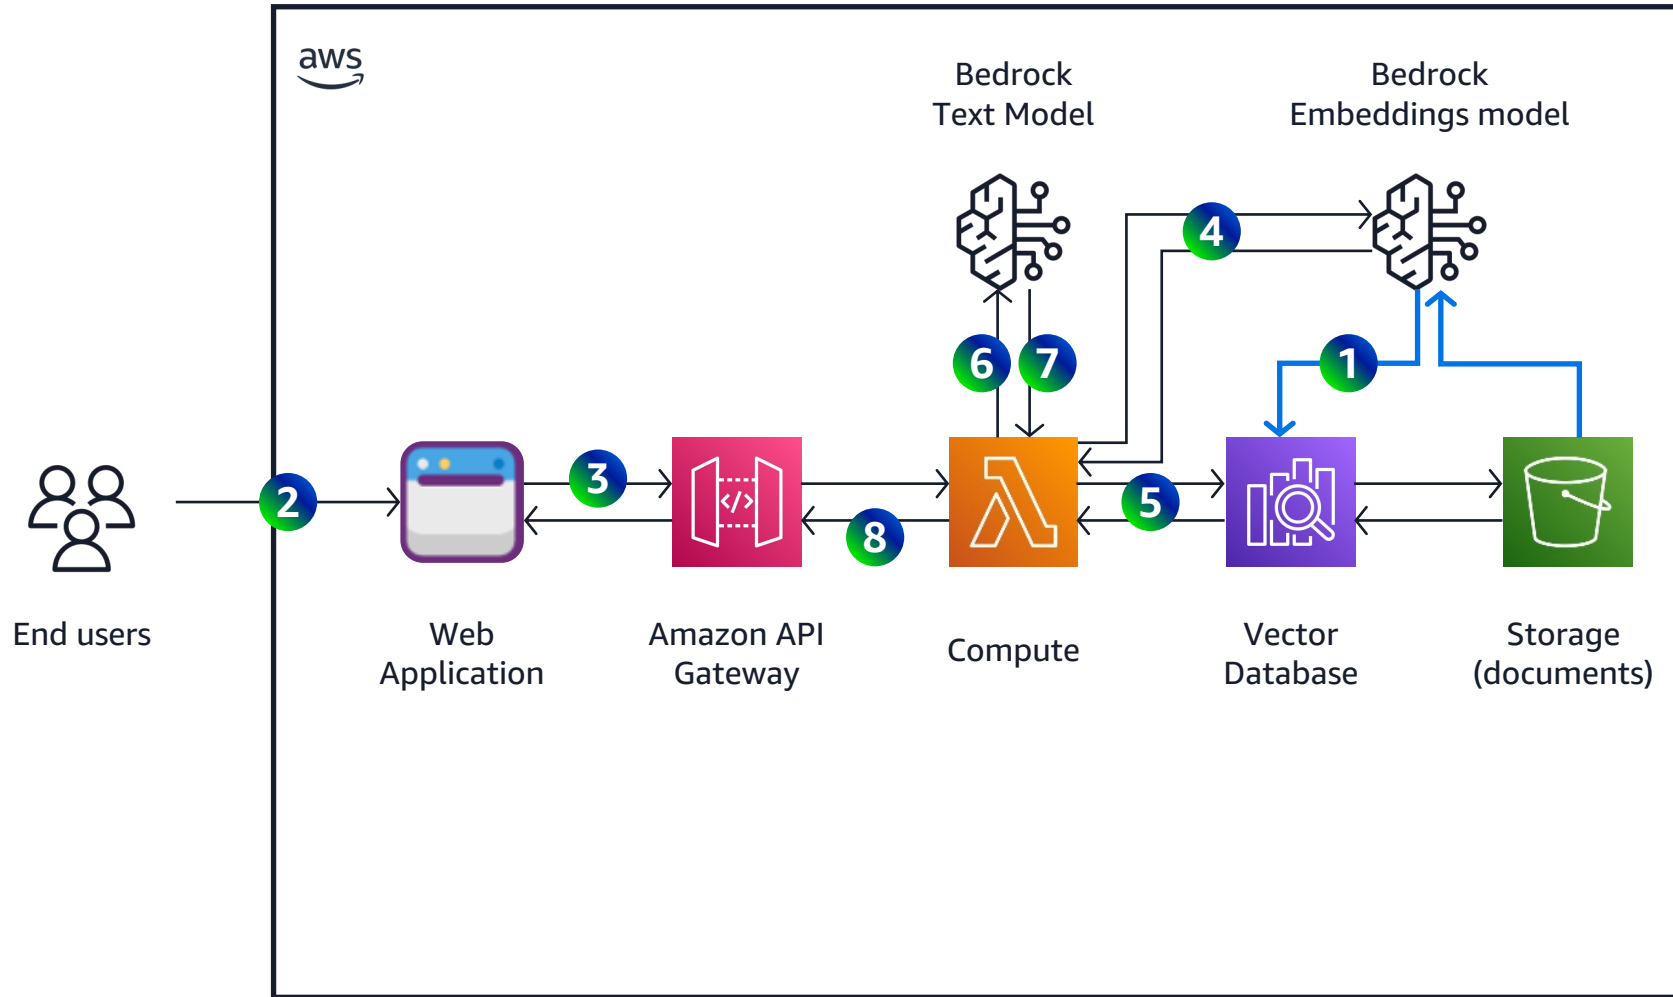 aws
Bedrock
Text Model
Bedrock
Embeddings model
4
6
7
1
2
3
</>
5
8
End users
Web
Application
Amazon API
Gateway
Compute
Vector
Database
Storage
(documents)